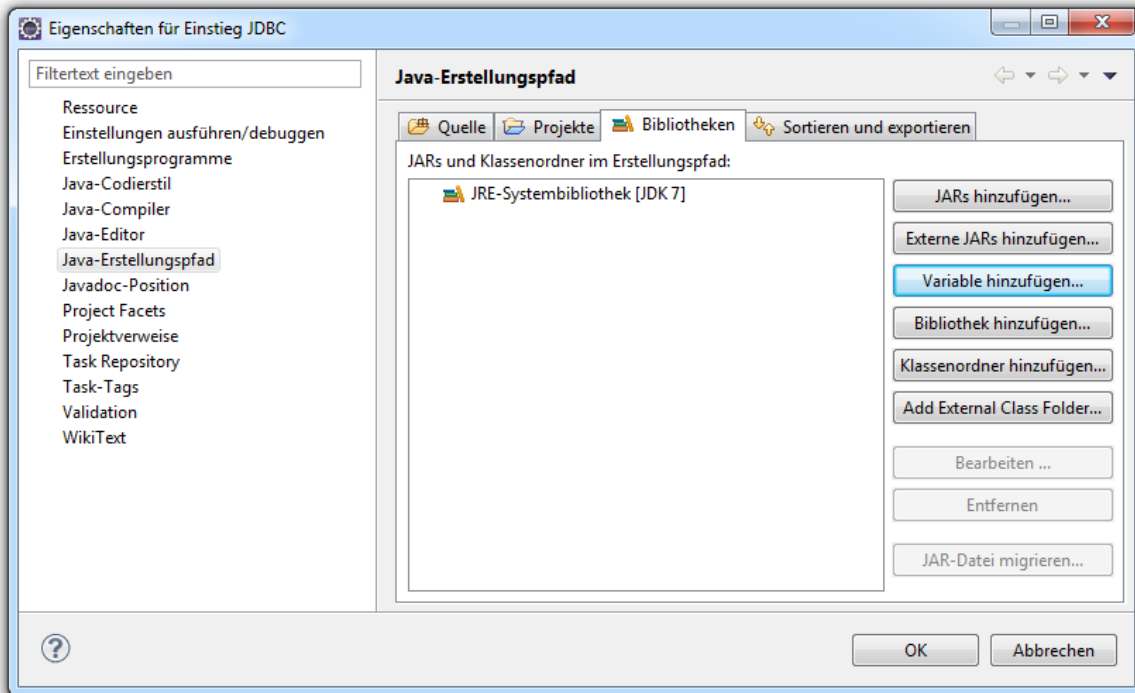 Eigenschaften für Einstieg JDBC
Filtertext eingeben
Ressource
Einstellungen ausführen/debuggen
Erstellungsprogramme
Java-Codierstil
Java-Compiler
Java-Editor
Java-Erstellungspfad
Javadoc-Position
Project Facets
Projektverweise
Task Repository
Task-Tags
Validation
WikiText
Java-Erstellungspfad
Quelle Projekte Bibliotheken Sortieren und exportieren
JARs und Klassenordner im Erstellungspfad:
JRE-Systembibliothek [JDK 7]
JARs hinzufügen...
Externe JARs hinzufügen...
Variable hinzufügen...
Bibliothek hinzufügen...
Klassenordner hinzufügen...
Add External Class Folder...
Bearbeiten ...
Entfernen
JAR-Datei migrieren...
OK Abbrechen